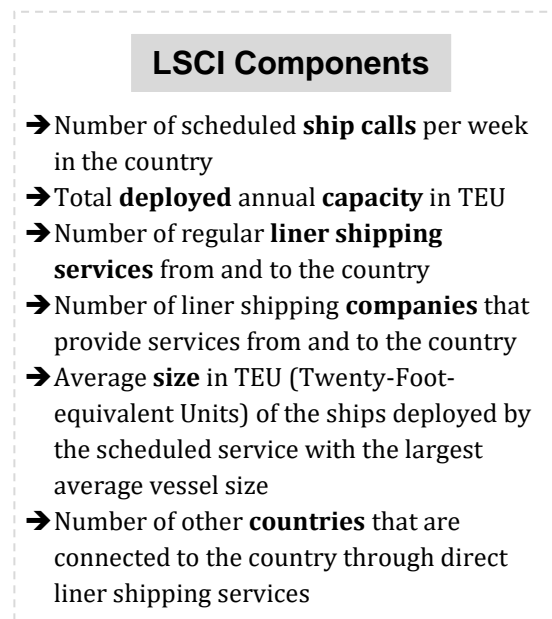 LSCI Components
➔Number of scheduled ship calls per week
in the country
➔Total deployed annual capacity in TEU
➔Number of regular liner shipping
services from and to the country
➔Number of liner shipping companies that
provide services from and to the country
➔Average size in TEU (Twenty-Foot-
equivalent Units) of the ships deployed by
the scheduled service with the largest
average vessel size
➔Number of other countries that are
connected to the country through direct
liner shipping services